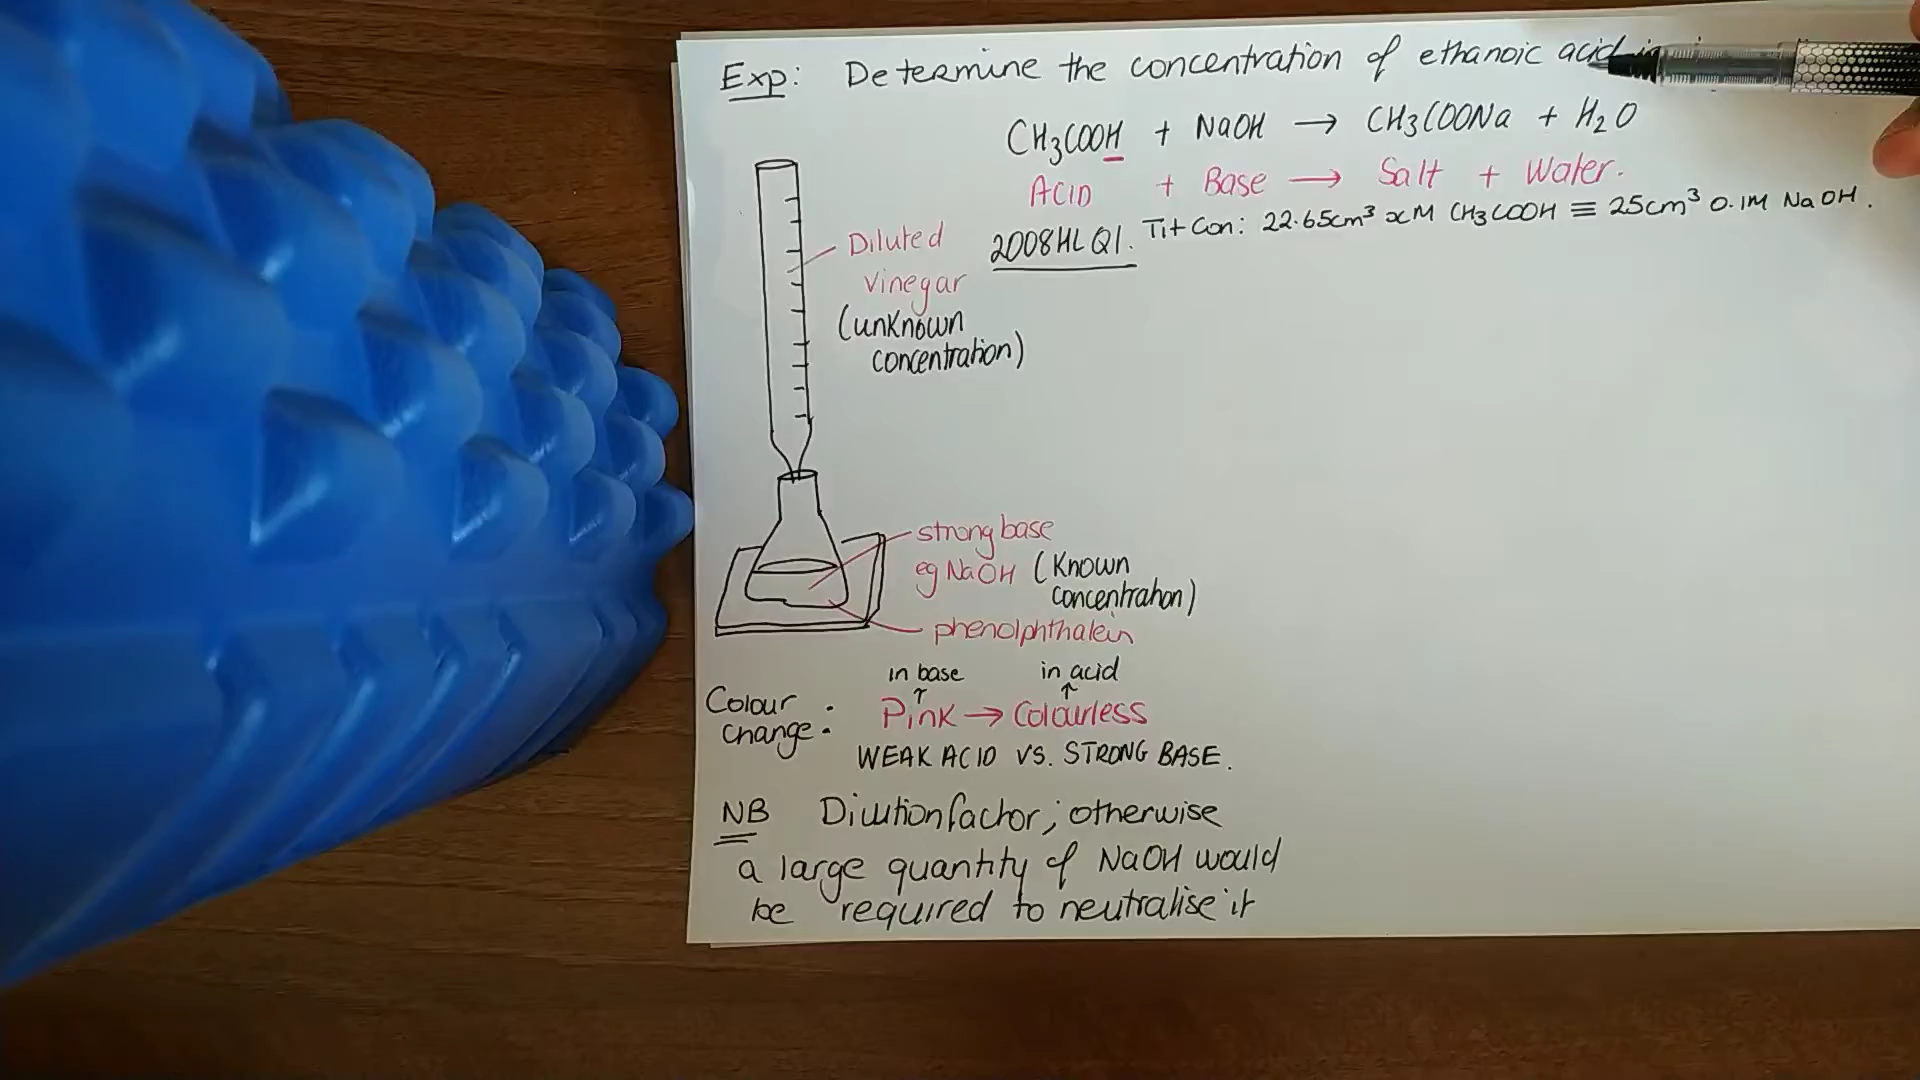 Exp: Determine the concentration of ethanoic acid
CH3COOH + NaOH → CH3COONa + H2O
ACID + Base → Salt + Water.
2008HL Q1. Tit Con: 22.65cm³ xM CH3COOH ≡ 25cm³ 0.1M NaOH.
Diluted
vinegar
(unknown
concentration)
strong base
eg NaOH (Known
concentration)
phenolphthalein
in base in acid
Colour
change:
Pink → Colourless
WEAK ACID VS. STRONG BASE.
NB Dilution factor; otherwise
a large quantity of NaOH would
be required to neutralise it